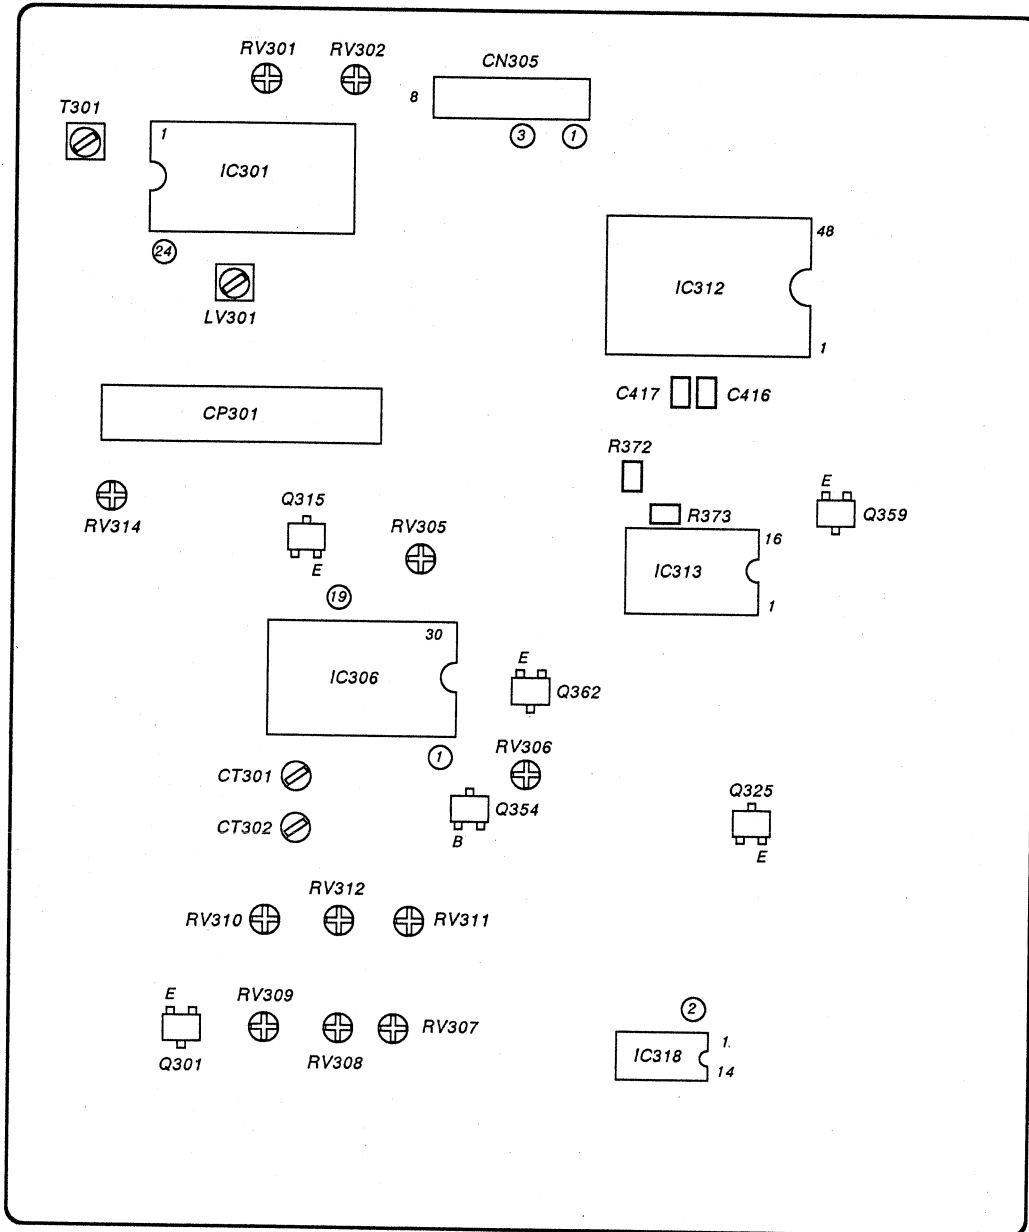 RV301
RV302
CN305
8
3
1
T301
1
IC301
24
LV301
48
IC312
1
C417
C416
CP301
R372
E
Q359
RV314
Q315
E
RV305
R373
16
IC313
1
19
30
IC306
1
E
Q362
RV306
CT301
Q354
B
CT302
Q325
E
RV312
RV310
RV311
E
Q301
RV309
RV308
RV307
2
1.
IC318
14